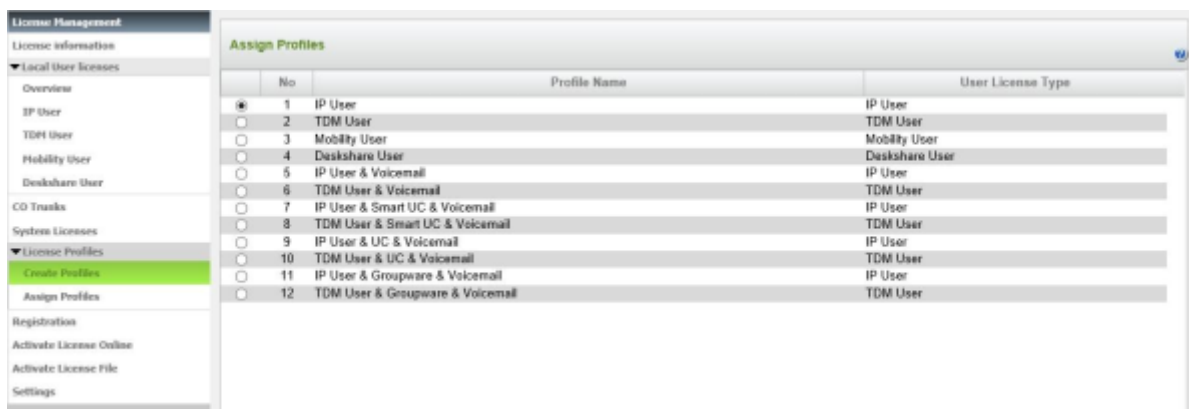 License Management
License information
Local User licenses
Overview
IP User
TDM User
Mobility User
Deskshare User
CO Trunks
System Licenses
License Profiles
Create Profiles
Assign Profiles
Registration
Activate License Online
Activate License File
Settings
Assign Profiles
No Profile Name User License Type
1 IP User IP User
2 TDM User TDM User
3 Mobility User Mobility User
4 Deskshare User Deskshare User
5 IP User & Voicemail IP User
6 TDM User & Voicemail TDM User
7 IP User & Smart UC & Voicemail IP User
8 TDM User & Smart UC & Voicemail TDM User
9 IP User & UC & Voicemail IP User
10 TDM User & UC & Voicemail TDM User
11 IP User & Groupware & Voicemail IP User
12 TDM User & Groupware & Voicemail TDM User